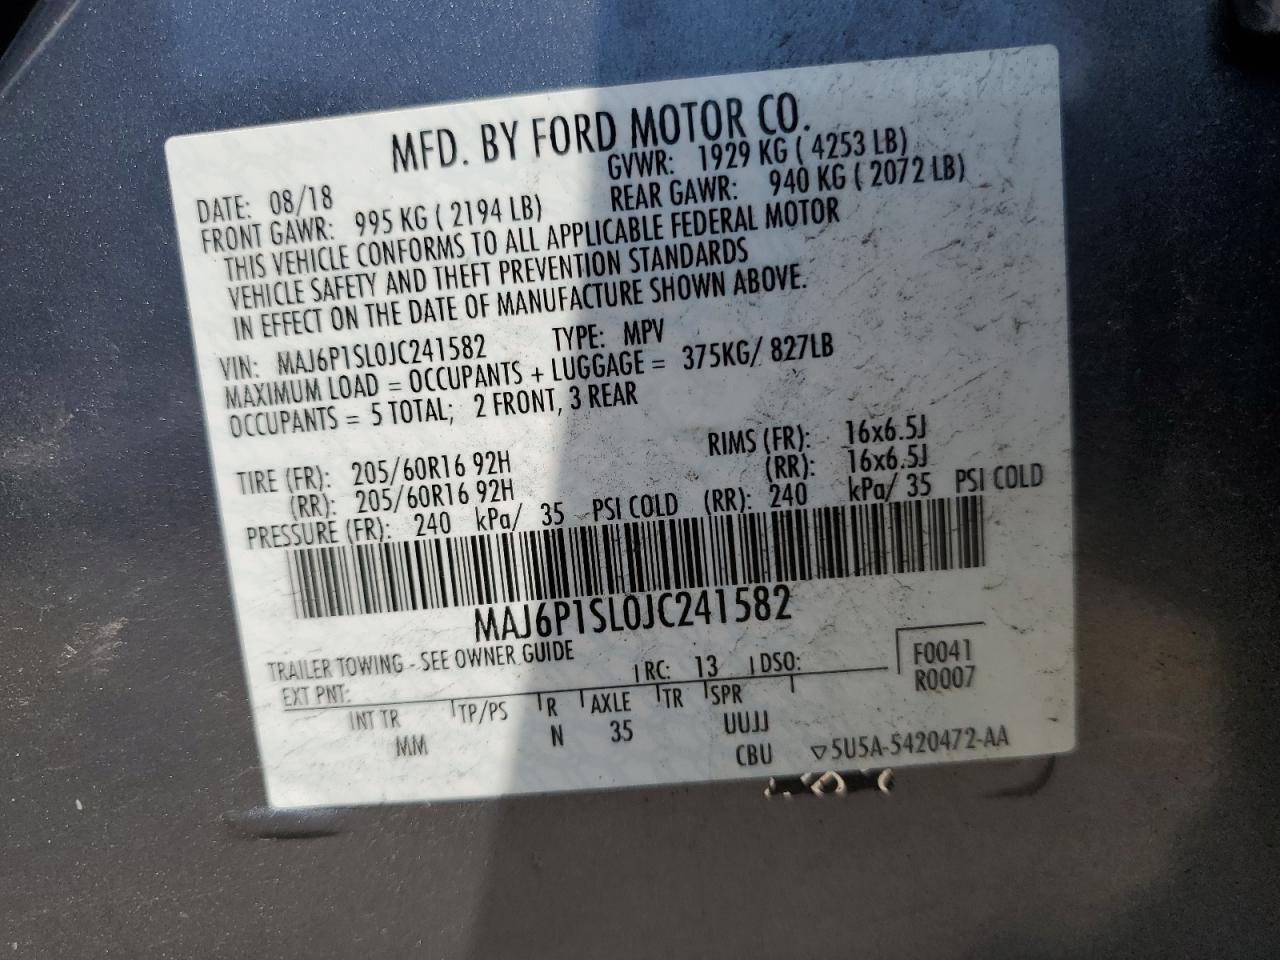 MFD. BY FORD MOTOR CO.
DATE: 08/18 GVWR: 1929 KG ( 4253 LB)
FRONT GAWR: 995 KG ( 2194 LB) REAR GAWR: 940 KG ( 2072 LB)
THIS VEHICLE CONFORMS TO ALL APPLICABLE FEDERAL MOTOR
VEHICLE SAFETY AND THEFT PREVENTION STANDARDS
IN EFFECT ON THE DATE OF MANUFACTURE SHOWN ABOVE.
VIN: MAJ6P1SL0JC241582 TYPE: MPV
MAXIMUM LOAD = OCCUPANTS + LUGGAGE = 375KG/ 827LB
OCCUPANTS = 5 TOTAL; 2 FRONT, 3 REAR
TIRE (FR): 205/60R16 92H RIMS (FR): 16x6.5J
(RR): 205/60R16 92H (RR): 16x6.5J
PRESSURE (FR): 240 kPa/ 35 PSI COLD (RR): 240 kPa/ 35 PSI COLD
MAJ6P1SL0JC241582
TRAILER TOWING - SEE OWNER GUIDE
EXT PNT: RC: 13 DSO: F0041
R0007
INT TR TP/PS R AXLE TR SPR
MM N 35 UUJJ
CBU ▽5U5A-5420472-AA